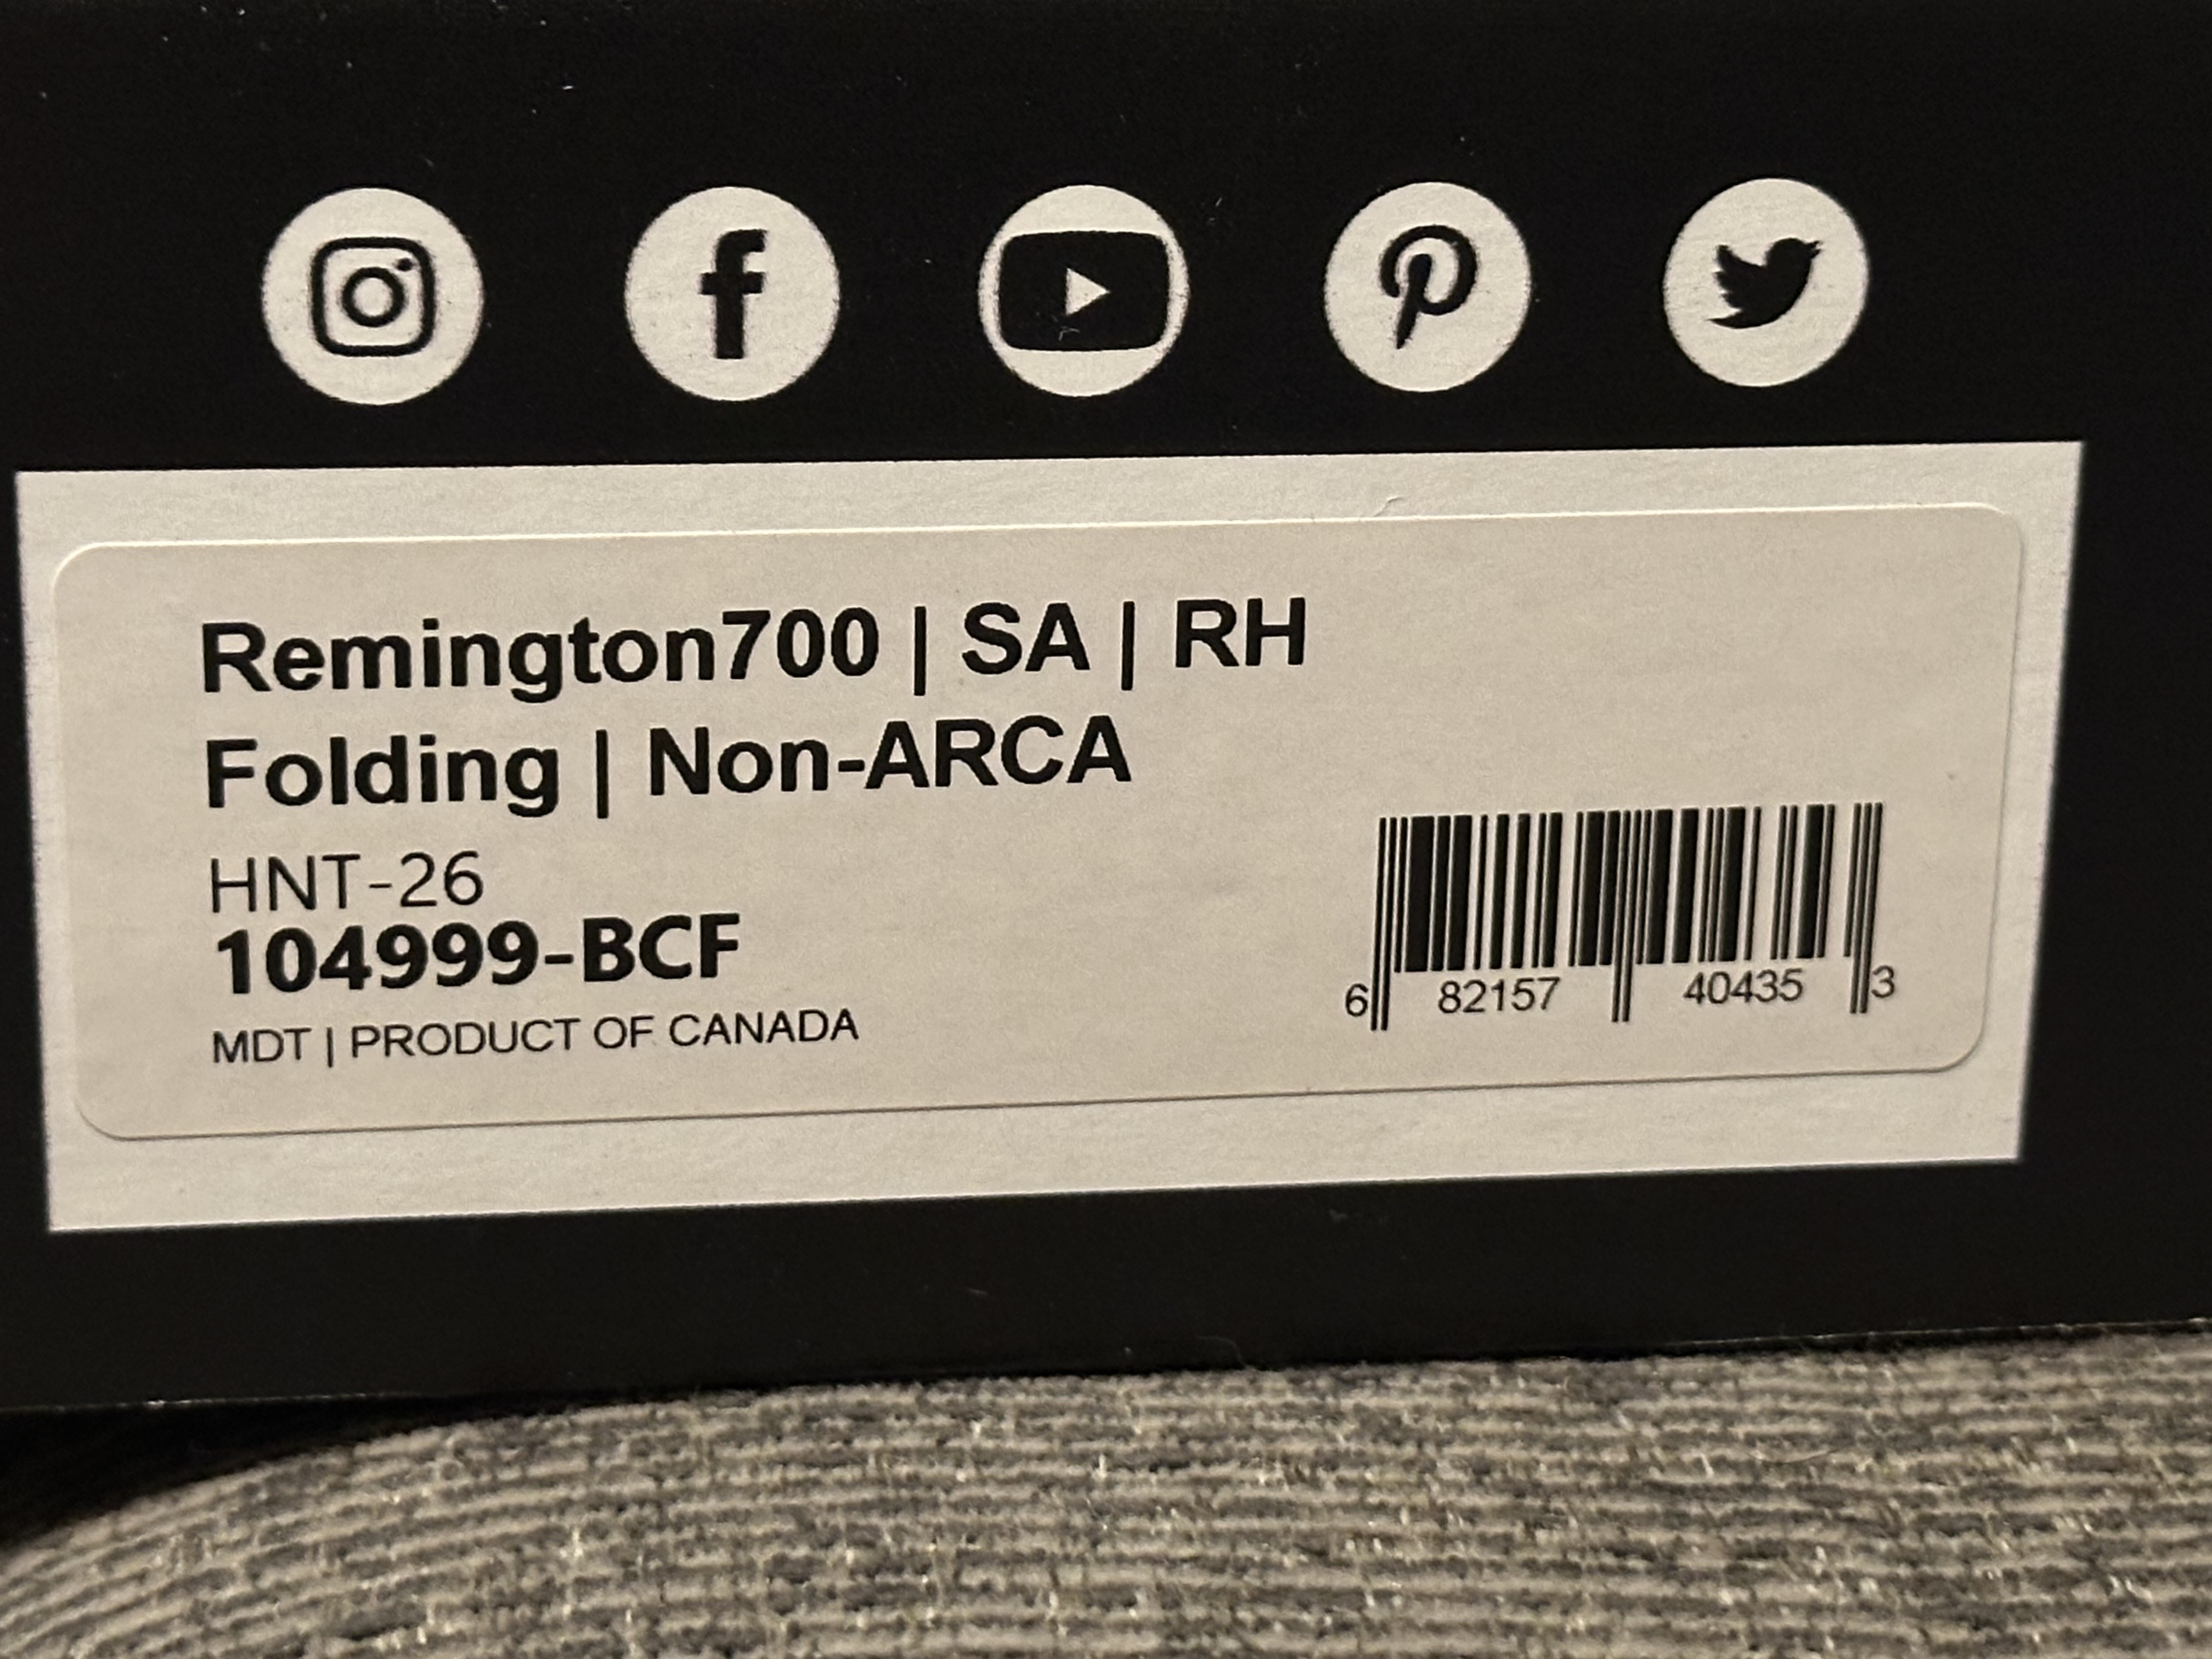 Remington700 | SA | RH
Folding | Non-ARCA
HNT-26
104999-BCF
MDT | PRODUCT OF CANADA
6 82157 40435 3